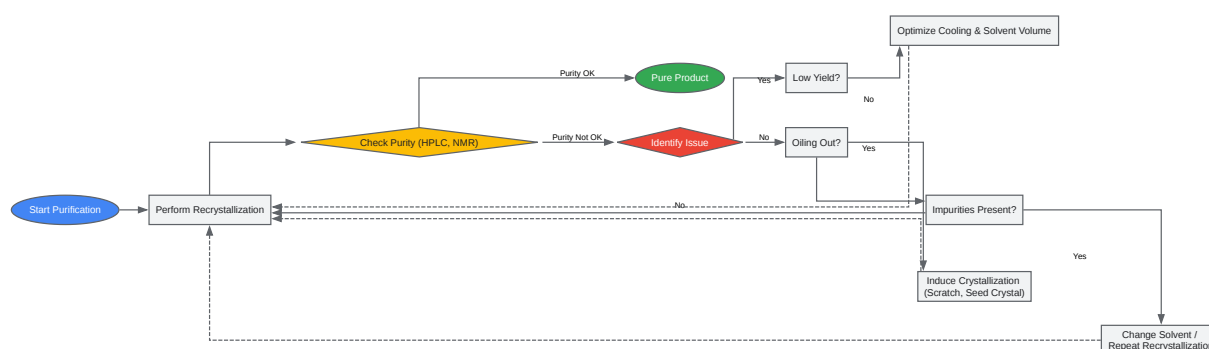 Optimize Cooling & Solvent Volume
Purity OK
Pure Product
Yes
Low Yield?
No
Check Purity (HPLC, NMR)
Purity Not OK
Identify Issue
No
Oiling Out?
Yes
Start Purification
Perform Recrystallization
No
Impurities Present?
Yes
Induce Crystallization
(Scratch, Seed Crystal)
Change Solvent /
Repeat Recrystallization